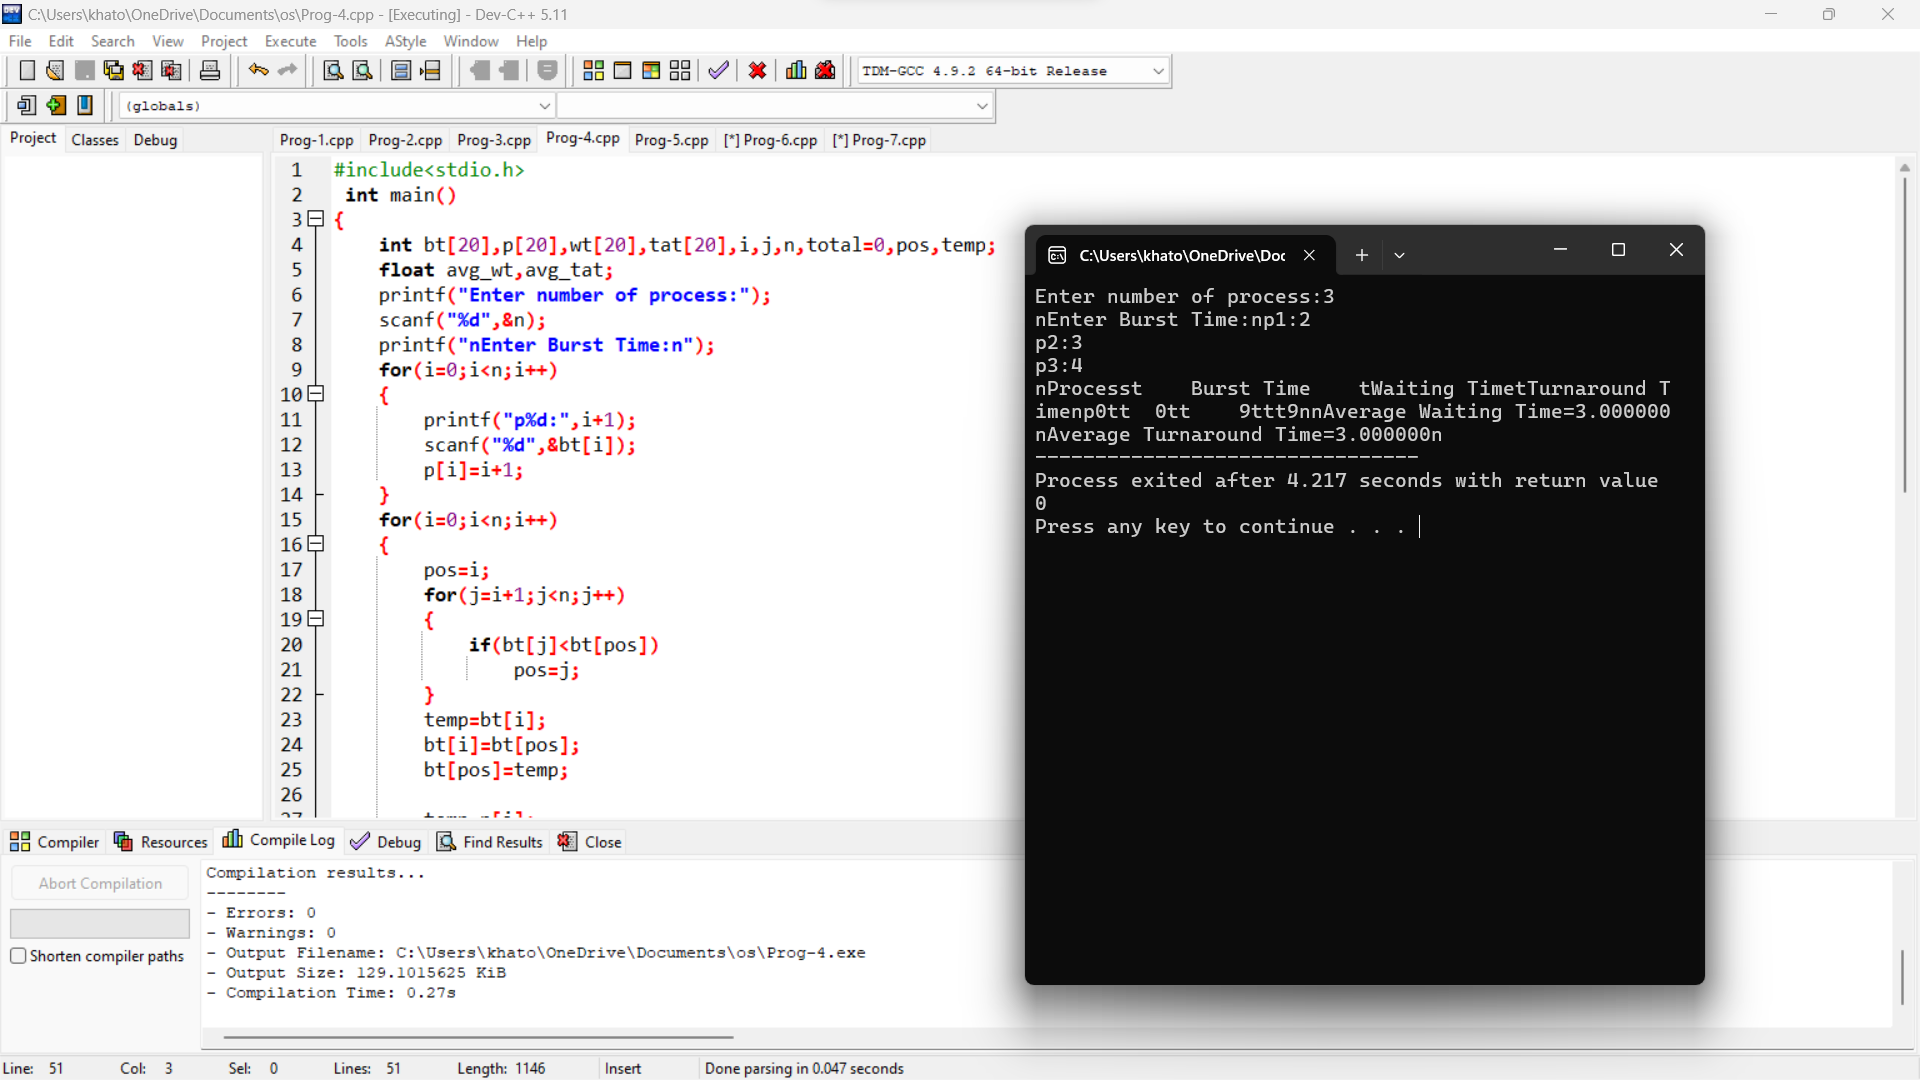 C:\Users\khato\OneDrive\Documents\os\Prog-4.cpp - [Executing] - Dev-C++ 5.11
File Edit Search View Project Execute Tools AStyle Window Help
TDM-GCC 4.9.2 64-bit Release
(globals)
Project Classes Debug
Prog-1.cpp Prog-2.cpp Prog-3.cpp Prog-4.cpp Prog-5.cpp [*] Prog-6.cpp [*] Prog-7.cpp
1 #include<stdio.h>
2 int main()
3 {
4 int bt[20],p[20],wt[20],tat[20],i,j,n,total=0,pos,temp;
5 float avg_wt,avg_tat;
6 printf("Enter number of process:");
7 scanf("%d",&n);
8 printf("nEnter Burst Time:n");
9 for(i=0;i<n;i++)
10 {
11 printf("p%d:",i+1);
12 scanf("%d",&bt[i]);
13 p[i]=i+1;
14 }
15 for(i=0;i<n;i++)
16 {
17 pos=i;
18 for(j=i+1;j<n;j++)
19 {
20 if(bt[j]<bt[pos])
21 pos=j;
22 }
23 temp=bt[i];
24 bt[i]=bt[pos];
25 bt[pos]=temp;
26
C:\Users\khato\OneDrive\Doc
Enter number of process:3
nEnter Burst Time:np1:2
p2:3
p3:4
nProcesst    Burst Time    tWaiting TimetTurnaround T
imenp0tt  0tt    9ttt9nnAverage Waiting Time=3.000000
nAverage Turnaround Time=3.000000n
--------------------------------
Process exited after 4.217 seconds with return value
0
Press any key to continue . . .
Compiler Resources Compile Log Debug Find Results Close
Abort Compilation
Shorten compiler paths
Compilation results...
--------
- Errors: 0
- Warnings: 0
- Output Filename: C:\Users\khato\OneDrive\Documents\os\Prog-4.exe
- Output Size: 129.1015625 KiB
- Compilation Time: 0.27s
Line: 51 Col: 3 Sel: 0 Lines: 51 Length: 1146 Insert Done parsing in 0.047 seconds